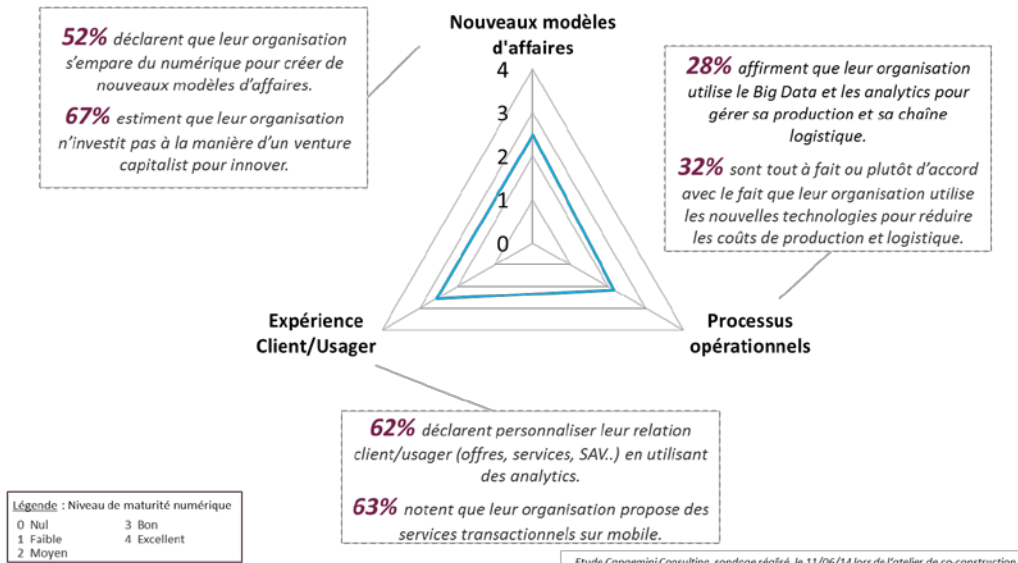 52% déclarent que leur organisation
s'empare du numérique pour créer de
nouveaux modèles d'affaires.
67% estiment que leur organisation
n'investit pas à la manière d'un venture
capitalist pour innover.
Nouveaux modèles
d'affaires
4
3
2
1
0
28% affirment que leur organisation
utilise le Big Data et les analytics pour
gérer sa production et sa chaîne
logistique.
32% sont tout à fait ou plutôt d'accord
avec le fait que leur organisation utilise
les nouvelles technologies pour réduire
les coûts de production et logistique.
Expérience
Client/Usager
Processus
opérationnels
62% déclarent personnaliser leur relation
client/usager (offres, services, SAV..) en utilisant
des analytics.
63% notent que leur organisation propose des
services transactionnels sur mobile.
Légende : Niveau de maturité numérique
0 Nul 3 Bon
1 Faible 4 Excellent
2 Moyen
Etude Capgemini Consulting, sondage réalisé, le 11/06/14 lors de l'atelier de co-construction